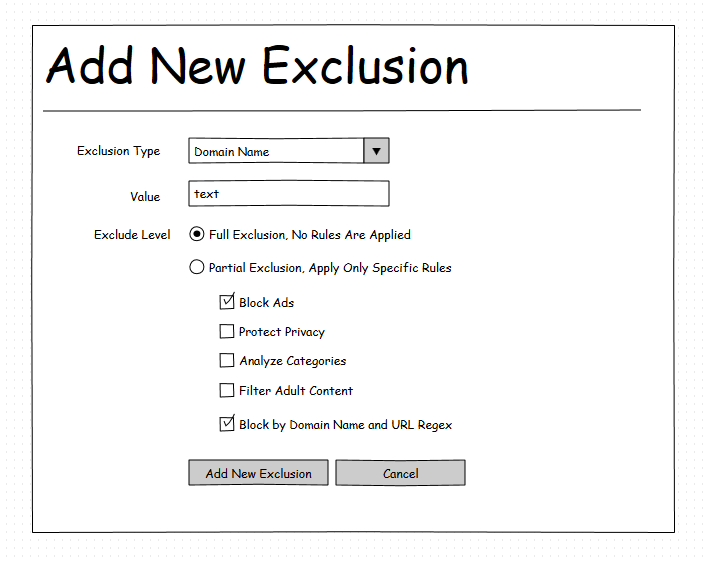 Add New Exclusion
Exclusion Type Domain Name
Value text
Exclude Level Full Exclusion, No Rules Are Applied
Partial Exclusion, Apply Only Specific Rules
Block Ads
Protect Privacy
Analyze Categories
Filter Adult Content
Block by Domain Name and URL Regex
Add New Exclusion Cancel